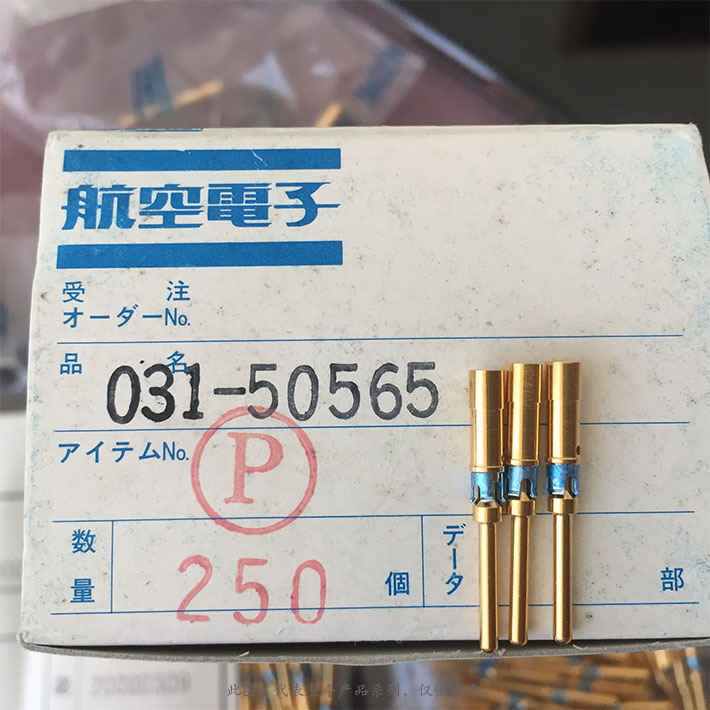 航空電子
受注
オーダーNo.
品名
031-50565
アイテムNo.
P
数量
250
個
データ
部